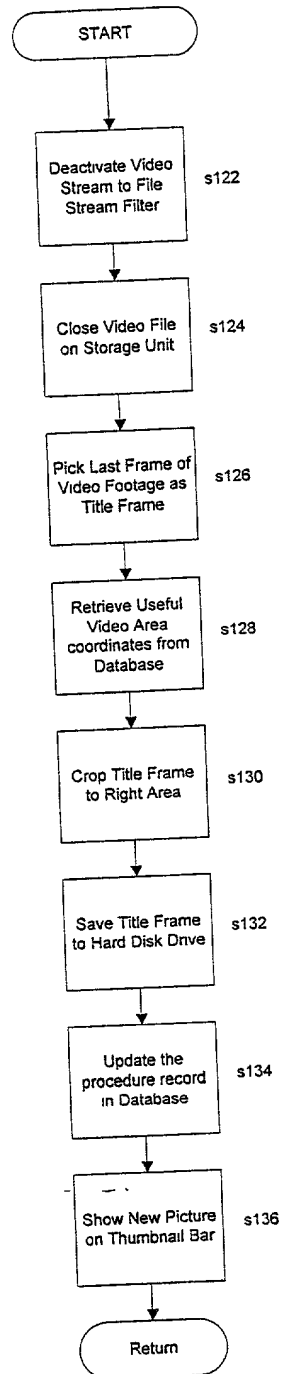 START
Deactivate Video
Stream to File
Stream Filter
s122
Close Video File
on Storage Unit
s124
Pick Last Frame of
Video Footage as
Title Frame
s126
Retrieve Useful
Video Area
coordinates from
Database
s128
Crop Title Frame
to Right Area
s130
Save Title Frame
to Hard Disk Drive
s132
Update the
procedure record
in Database
s134
Show New Picture
on Thumbnail Bar
s136
Return